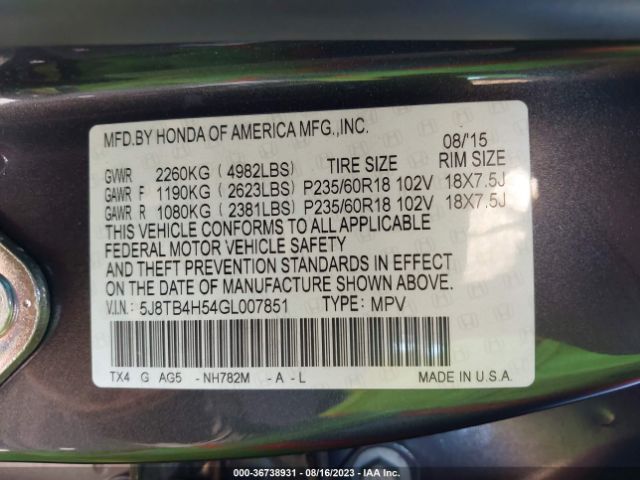 MFD.BY HONDA OF AMERICA MFG.,INC.
08/'15
GVWR 2260KG ( 4982LBS) TIRE SIZE RIM SIZE
GAWR F 1190KG ( 2623LBS) P235/60R18 102V 18X7.5J
GAWR R 1080KG ( 2381LBS) P235/60R18 102V 18X7.5J
THIS VEHICLE CONFORMS TO ALL APPLICABLE
FEDERAL MOTOR VEHICLE SAFETY
AND THEFT PREVENTION STANDARDS IN EFFECT
ON THE DATE OF MANUFACTURE SHOWN ABOVE.
V.I.N.: 5J8TB4H54GL007851 TYPE: MPV
TX4 G AG5 -NH782M -A-L MADE IN U.S.A.
000-36738931 - 08/16/2023 - IAA Inc.